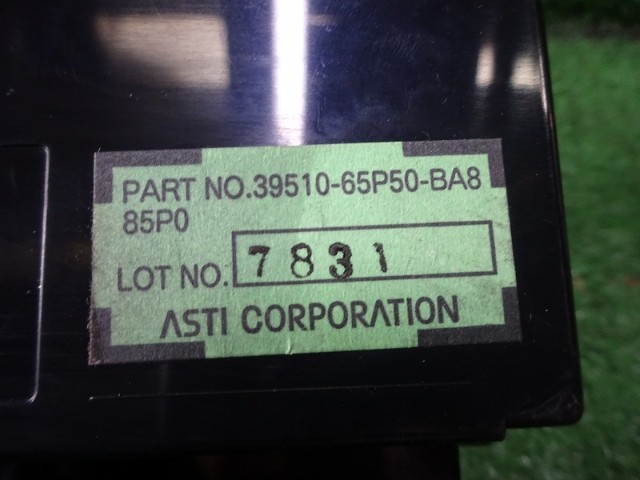 PART NO.39510-65P50-BA8
85P0
LOT NO. 7831
ASTI CORPORATION